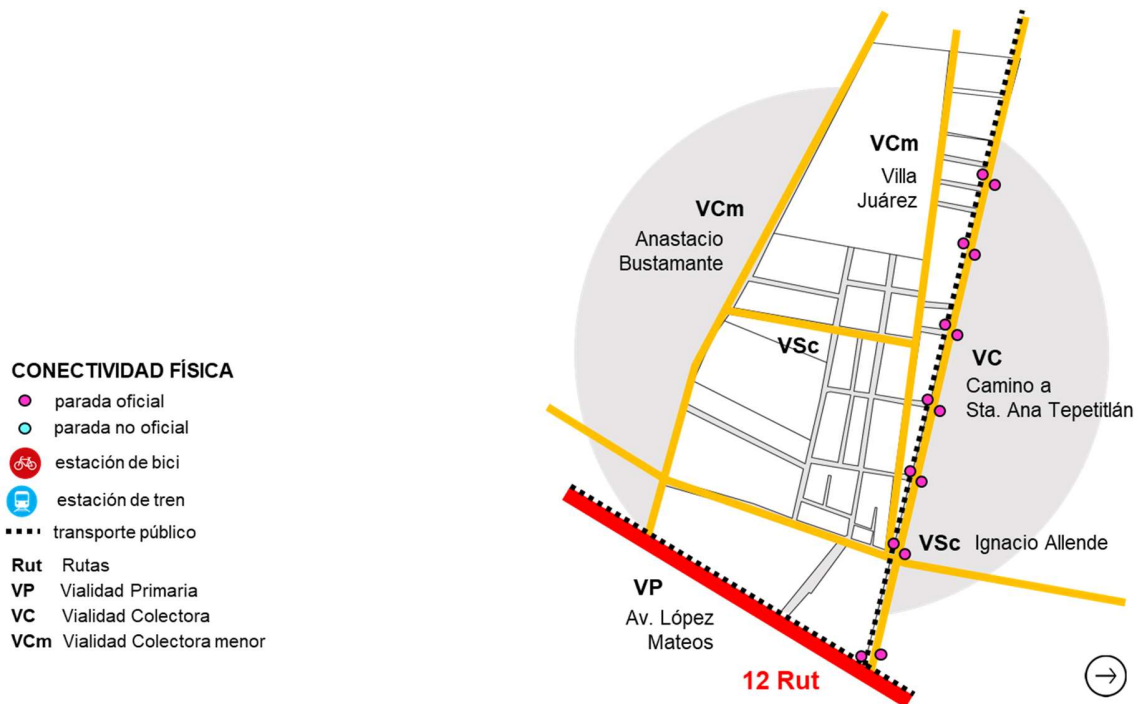 CONECTIVIDAD FÍSICA
parada oficial
parada no oficial
estación de bici
estación de tren
transporte público
Rut Rutas
VP Vialidad Primaria
VC Vialidad Colectora
VCm Vialidad Colectora menor
VCm
Villa
Juárez
VCm
Anastacio
Bustamante
VSc
VC
Camino a
Sta. Ana Tepetitlán
VSc Ignacio Allende
VP
Av. López
Mateos
12 Rut